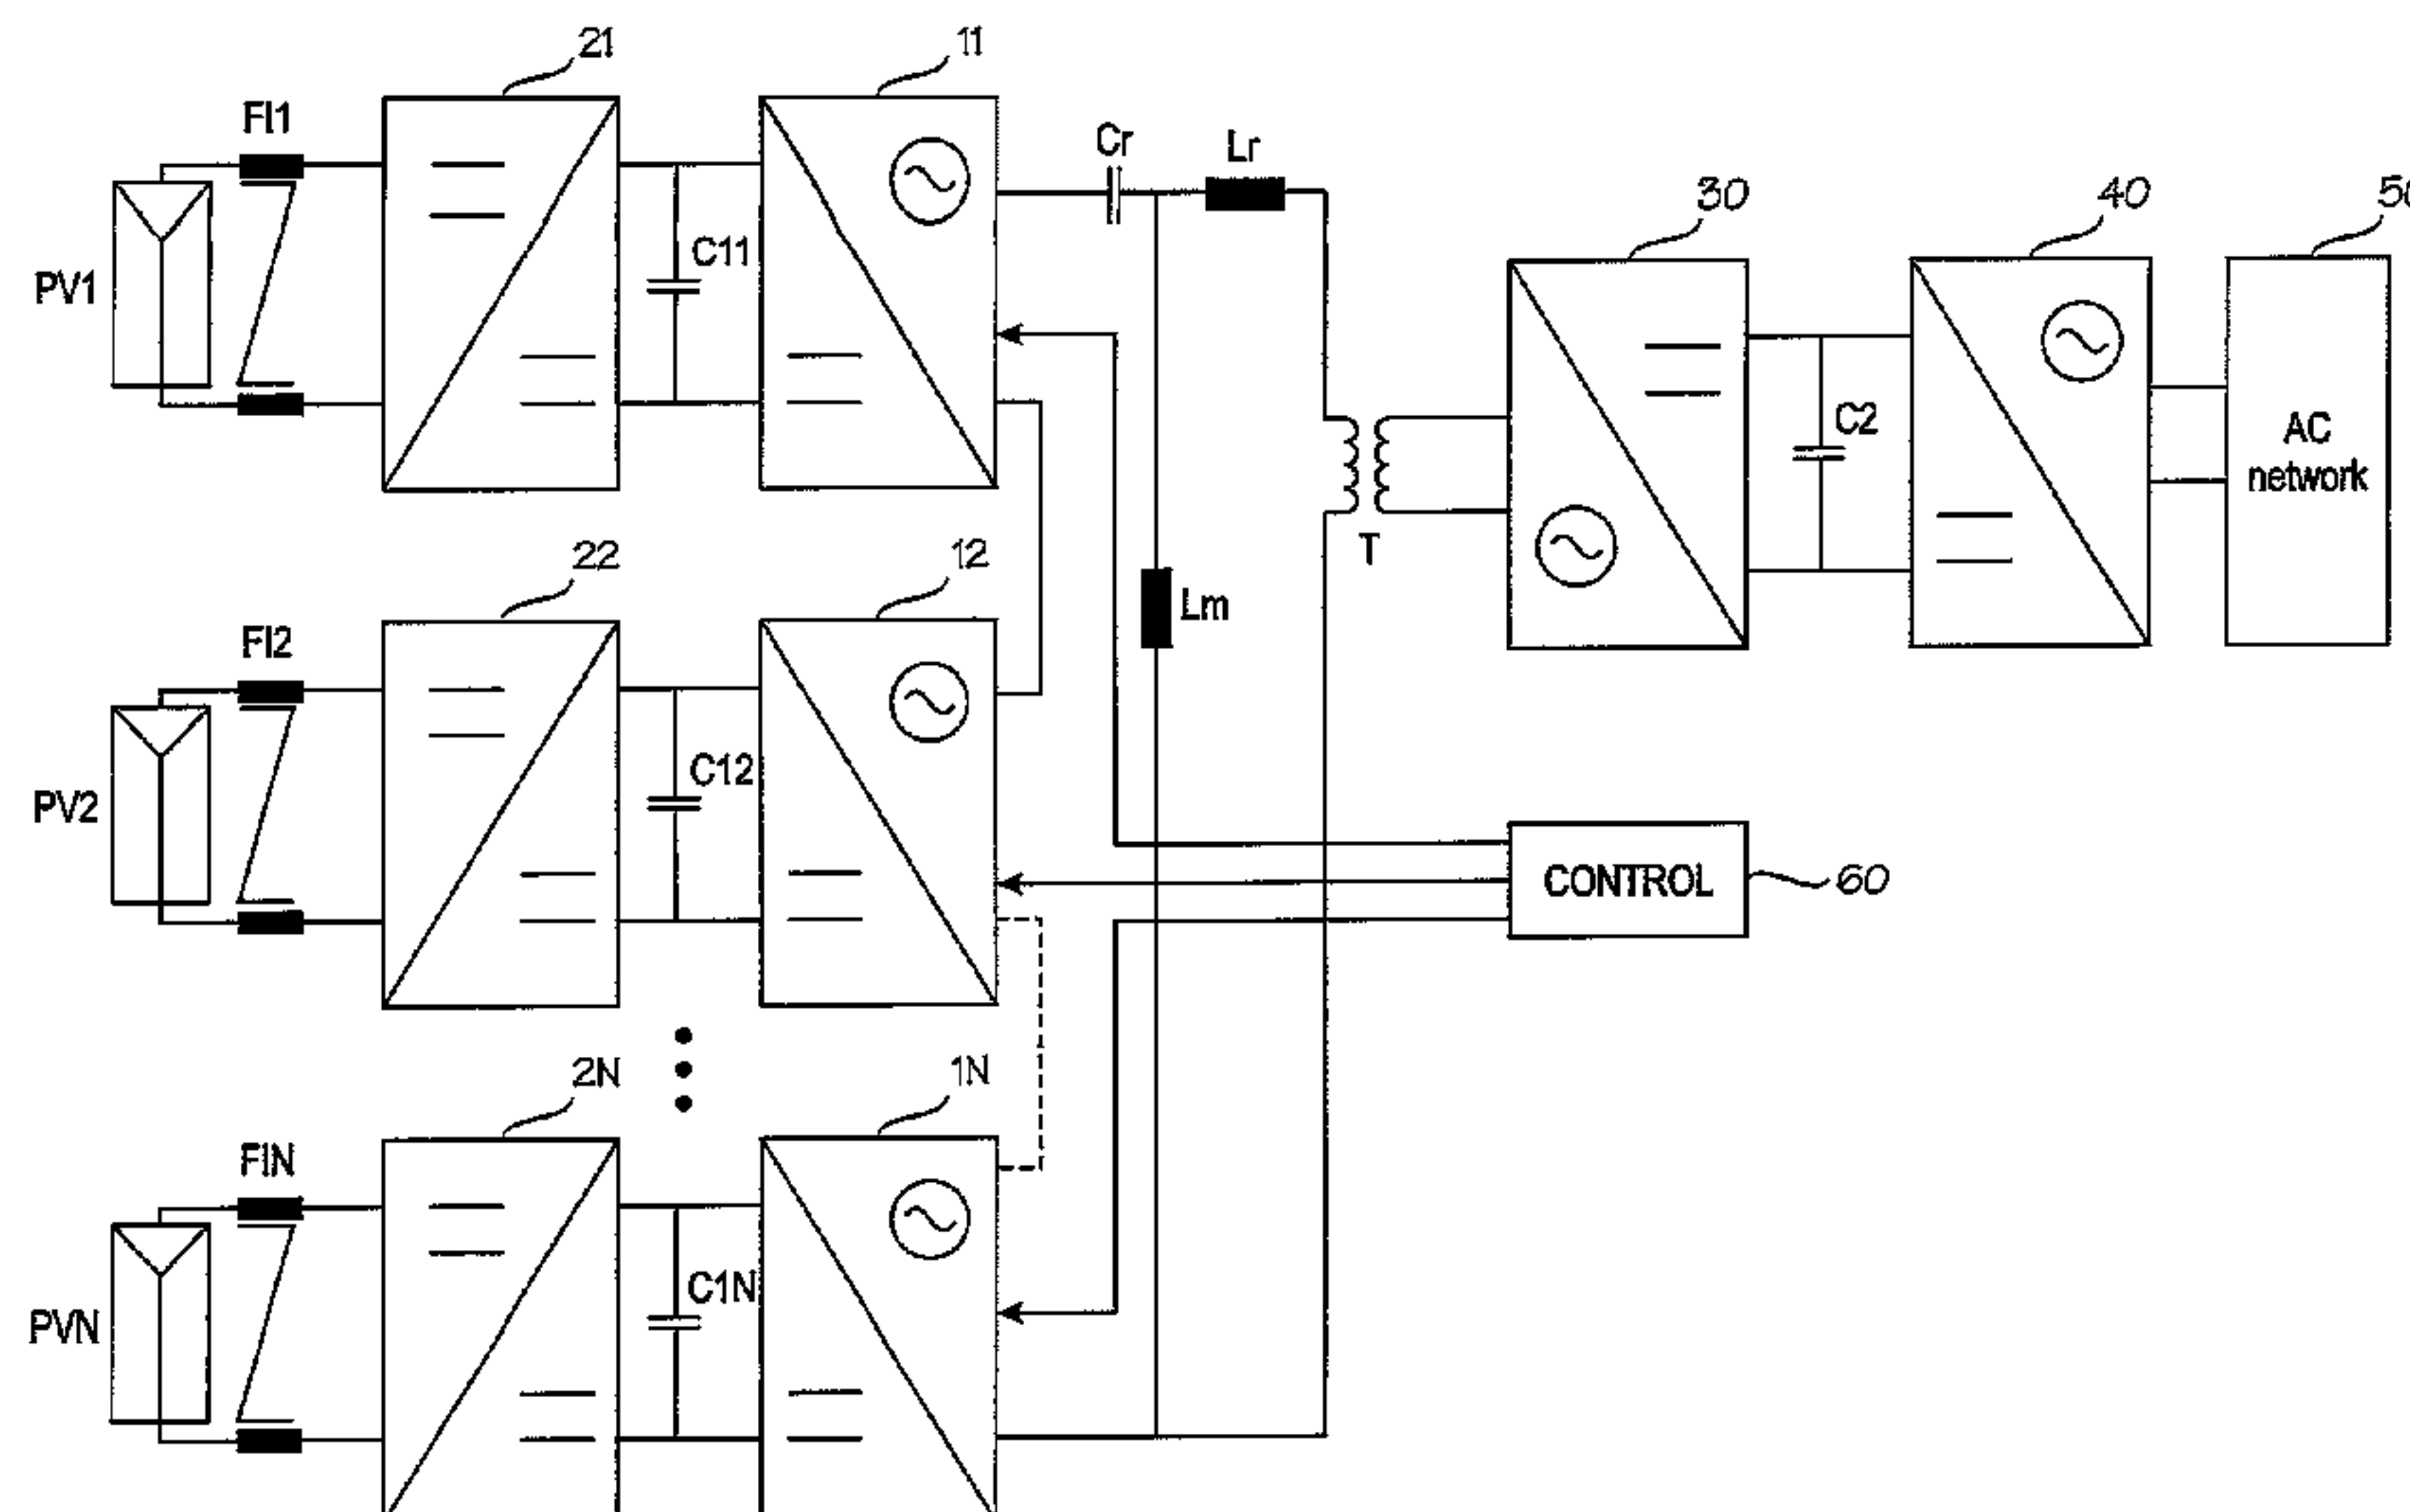 21
11
FI1
Cr
Lr
30
40
PV1
C11
C2
AC
network
T
22
12
FI2
Lm
PV2
C12
CONTROL
60
2N
1N
FIN
C1N
PVN